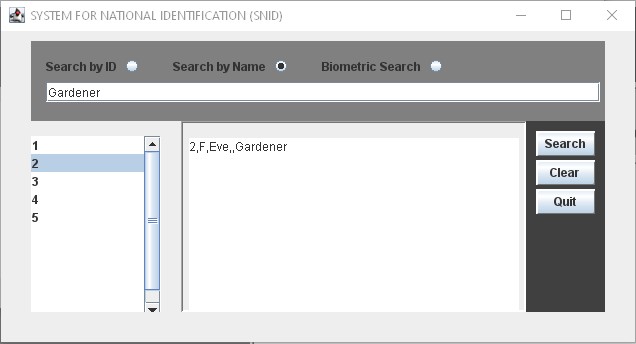 SYSTEM FOR NATIONAL IDENTIFICATION (SNID)
Search by ID Search by Name Biometric Search
Gardener
1
2
3
4
5
2,F,Eve,,Gardener
Search
Clear
Quit